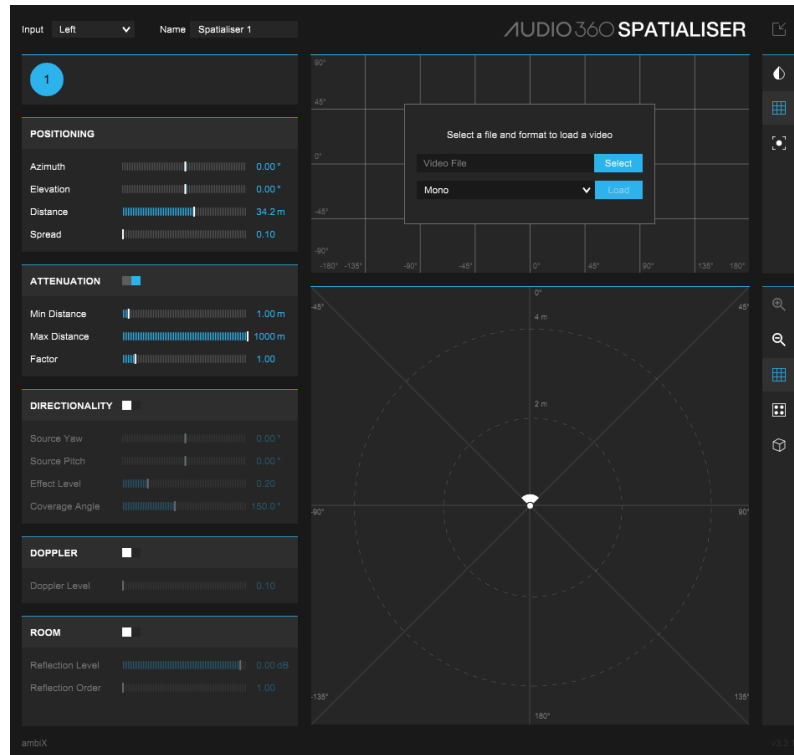 Input Left Name Spatialiser 1
AUDIO360 SPATIALISER
1
POSITIONING
Azimuth 0.00°
Elevation 0.00°
Distance 34.2 m
Spread 0.10
ATTENUATION
Min Distance 1.00 m
Max Distance 1000 m
Factor 1.00
DIRECTIONALITY
Source Yaw 0.00°
Source Pitch 0.00°
Effect Level 0.20
Coverage Angle 150.0°
DOPPLER
Doppler Level 0.10
ROOM
Reflection Level 0.00 dB
Reflection Order 1.00
ambiX
90°
45°
0°
-45°
-90°
-180° -135° -90° -45° 0° 45° 90° 135° 180°
Select a file and format to load a video
Video File Select
Mono Load
-45° 0° 45°
4 m
2 m
-90° 90°
-135° 180° 135°